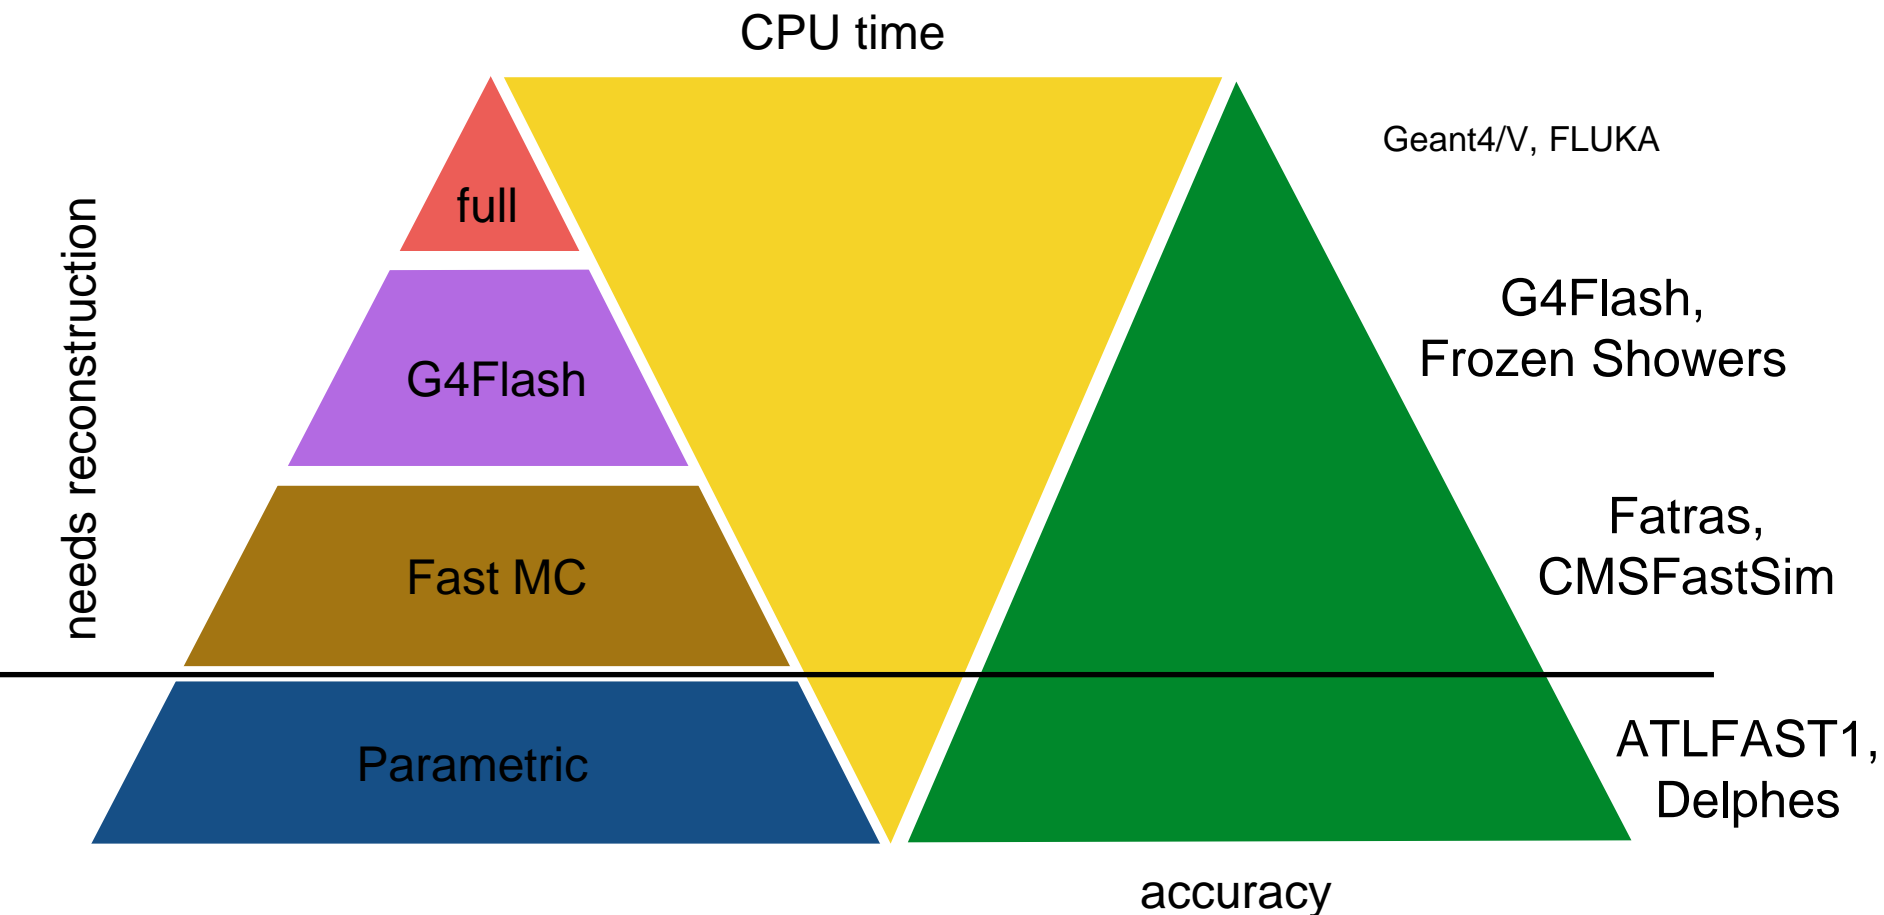 CPU time
Geant4/V, FLUKA
full
needs reconstruction
G4Flash,
Frozen Showers
G4Flash
Fatras,
CMSFastSim
Fast MC
ATLFAST1,
Delphes
Parametric
accuracy